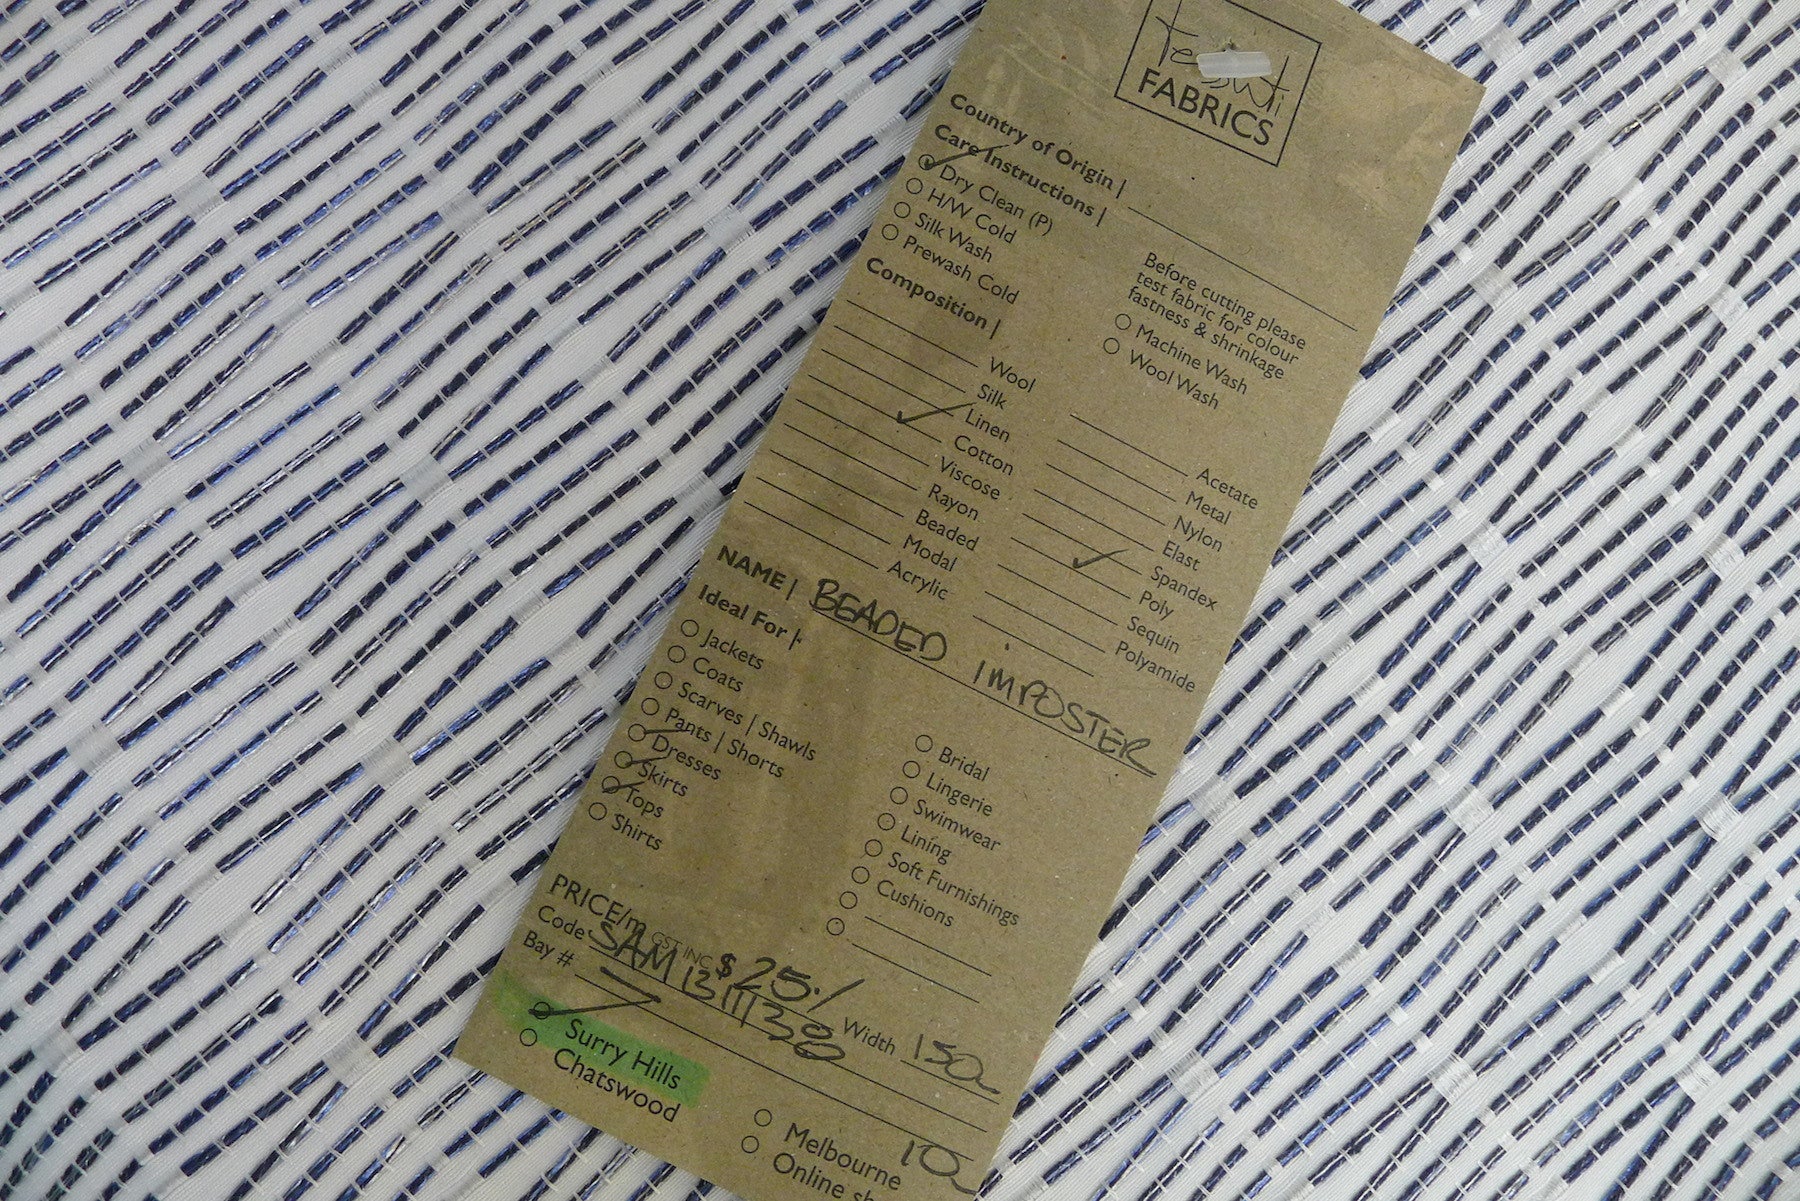 Tessuti
FABRICS
Country of Origin |
Care Instructions |
Dry Clean (P)
H/W Cold
Silk Wash
Prewash Cold
Before cutting please
test fabric for colour
fastness & shrinkage
Machine Wash
Wool Wash
Composition |
Wool
Silk
Linen
Cotton
Viscose
Rayon
Beaded
Modal
Acrylic
Acetate
Metal
Nylon
Elast
Spandex
Poly
Sequin
Polyamide
NAME | BEADED IMPOSTER
Ideal For |
Jackets
Coats
Scarves | Shawls
Pants | Shorts
Dresses
Skirts
Tops
Shirts
Bridal
Lingerie
Swimwear
Lining
Soft Furnishings
Cushions
PRICE/m GST INC $ 25./ Width 150
Code SAM
Bay #
Surry Hills
Chatswood
10
Melbourne
Online